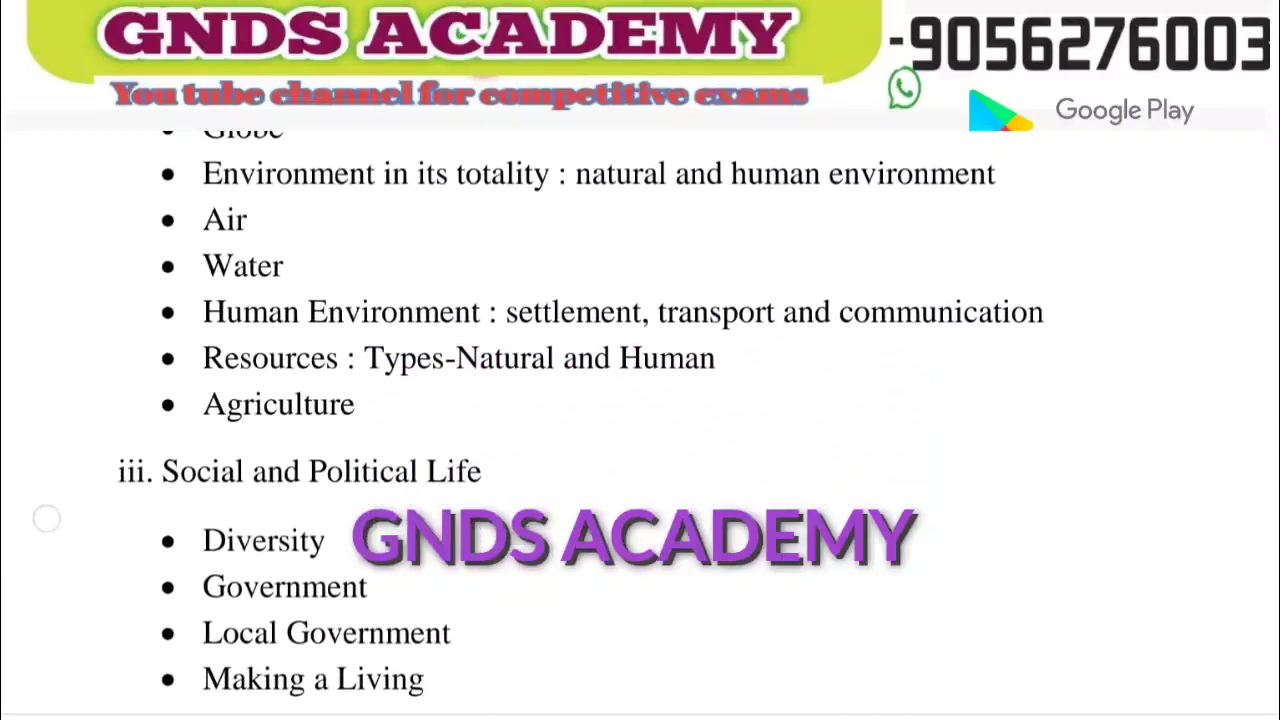 GNDS ACADEMY
You tube channel for competitive exams
-9056276003
Google Play
• Globe
• Environment in its totality : natural and human environment
• Air
• Water
• Human Environment : settlement, transport and communication
• Resources : Types-Natural and Human
• Agriculture
iii. Social and Political Life
• Diversity
GNDS ACADEMY
• Government
• Local Government
• Making a Living